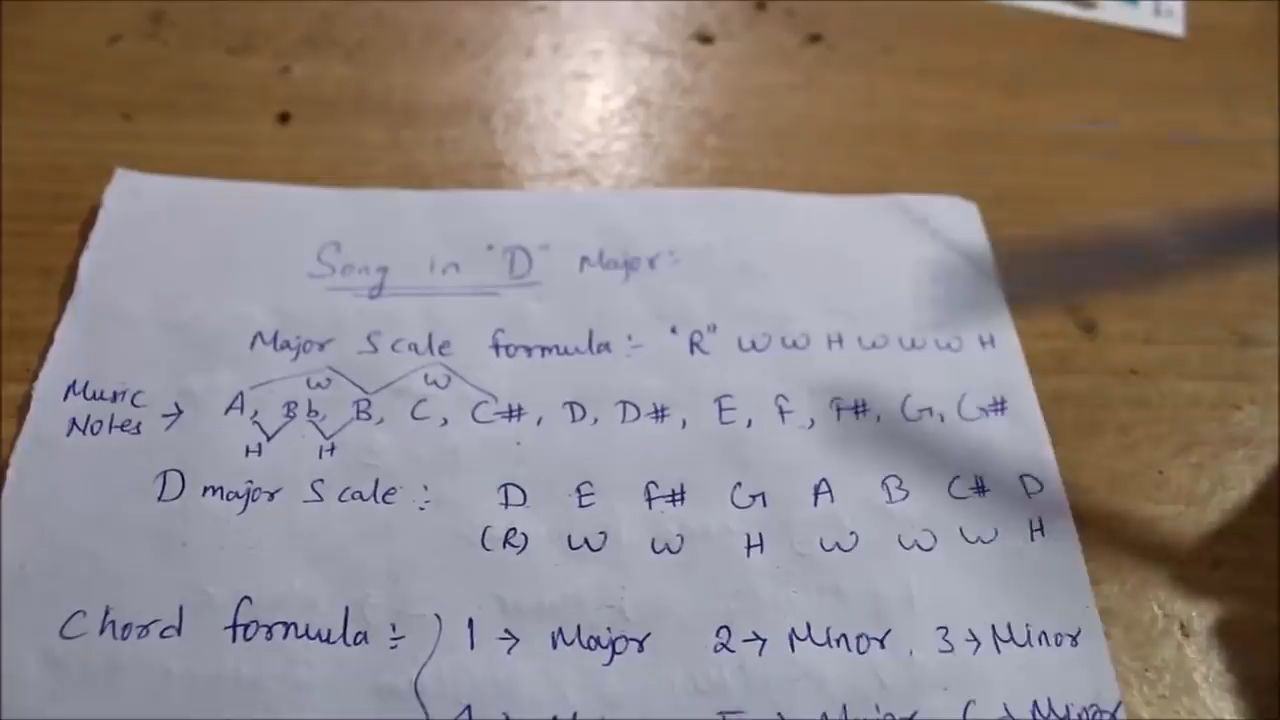 Song in "D" Major:-
Major Scale formula:- "R" W W H W W W H
W W
Music Notes → A, Bb, B, C, C#, D, D#, E, F, F#, G, G#
H H
D major Scale :- D E F# G A B C# D
(R) W W H W W W H
Chord formula :- 1 → Major 2 → Minor, 3 → Minor
Minor